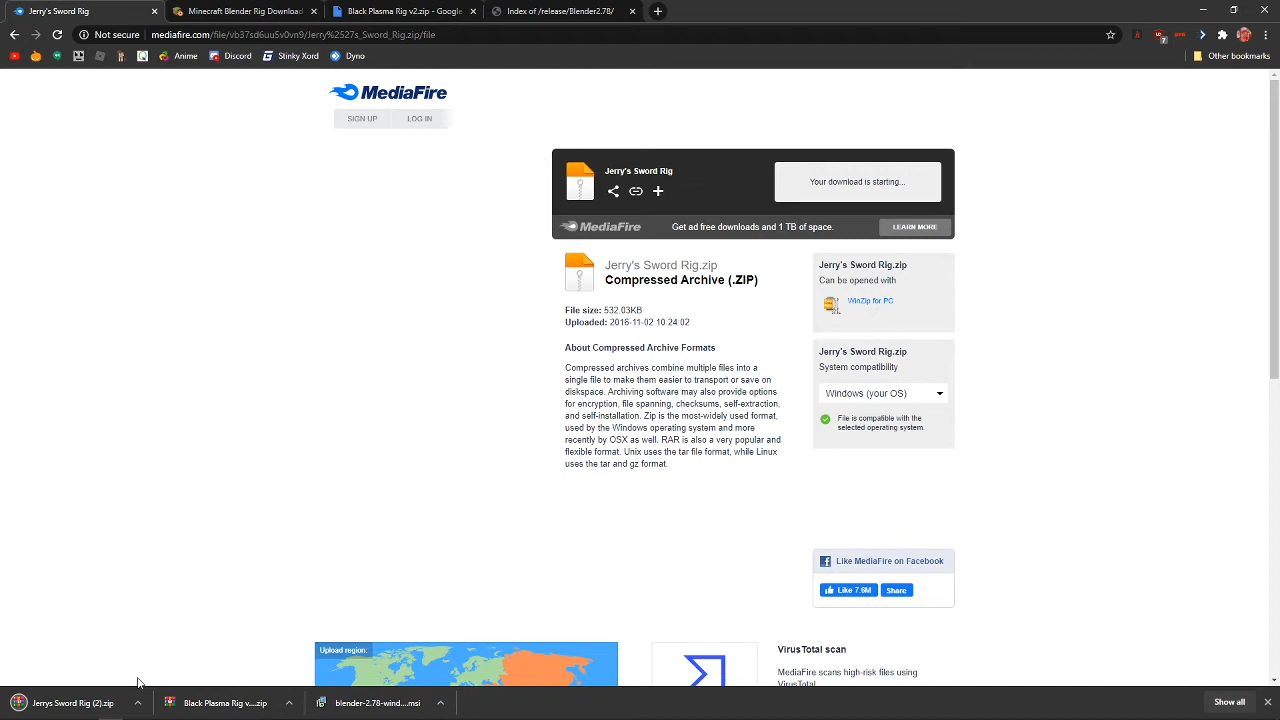 Jerry's Sword Rig
Minecraft Blender Rig Download
Black Plasma Rig v2.zip - Google
Index of /release/Blender2.78/
Not secure
mediafire.com/file/vb37sd6uu5v0vn9/Jerry%2527s_Sword_Rig.zip/file
Anime
Discord
Stinky Xord
Dyno
Other bookmarks
MediaFire
SIGN UP
LOG IN
Jerry's Sword Rig
Your download is starting...
MediaFire
Get ad free downloads and 1 TB of space.
LEARN MORE
Jerry's Sword Rig.zip
Compressed Archive (.ZIP)
File size: 532.03KB
Uploaded: 2016-11-02 10:24:02
About Compressed Archive Formats
Compressed archives combine multiple files into a
single file to make them easier to transport or save on
diskspace. Archiving software may also provide options
for encryption, file spanning, checksums, self-extraction,
and self-installation. Zip is the most-widely used format,
used by the Windows operating system and more
recently by OSX as well. RAR is also a very popular and
flexible format. Unix uses the tar file format, while Linux
uses the tar and gz format.
Jerry's Sword Rig.zip
Can be opened with
WinZip for PC
Jerry's Sword Rig.zip
System compatibility
Windows (your OS)
File is compatible with the
selected operating system.
Like MediaFire on Facebook
Like 7.6M
Share
Upload region:
VirusTotal scan
MediaFire scans high-risk files using
VirusTotal.
Jerrys Sword Rig (2).zip
Black Plasma Rig v....zip
blender-2.78-wind....msi
Show all